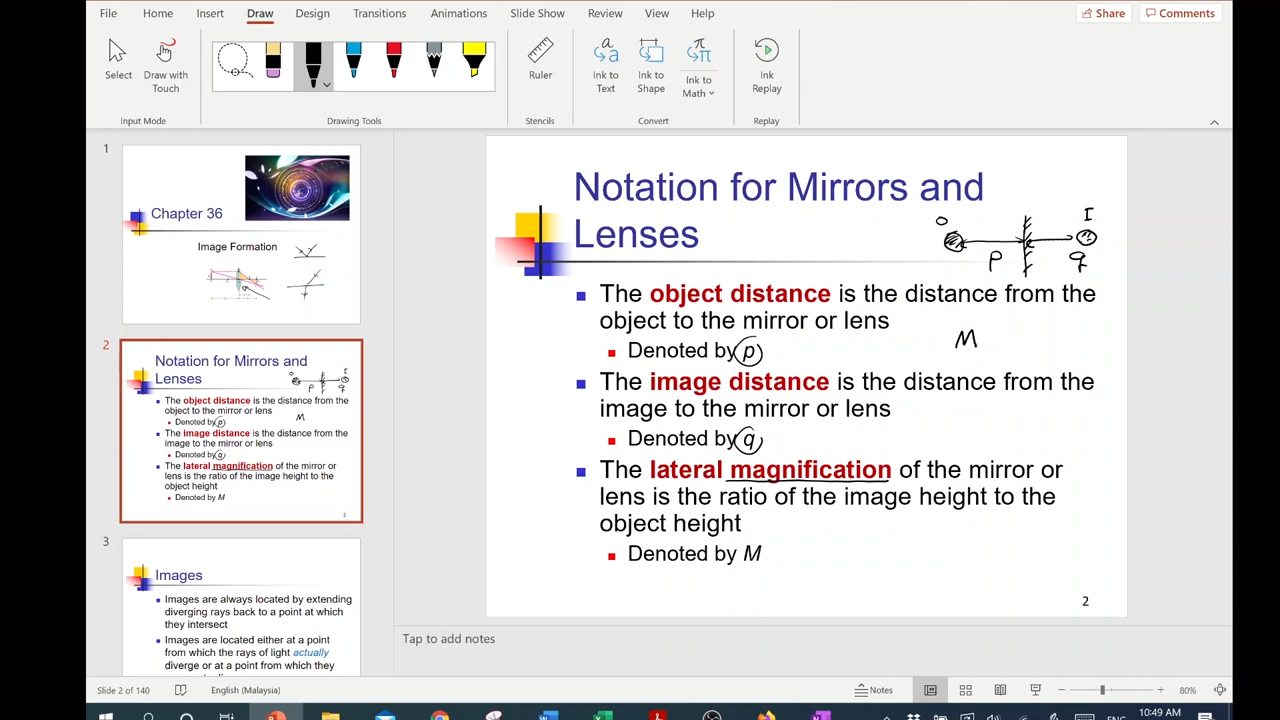 File Home Insert Draw Design Transitions Animations Slide Show Review View Help Share Comments
Select Draw with Touch Ruler Ink to Text Ink to Shape Ink to Math Ink Replay
Input Mode Drawing Tools Stencils Convert Replay
1
Chapter 36
Image Formation
2
Notation for Mirrors and
Lenses
O I
p q
The object distance is the distance from the
object to the mirror or lens
M
Denoted by p
The image distance is the distance from the
image to the mirror or lens
Denoted by q
The lateral magnification of the mirror or
lens is the ratio of the image height to the
object height
Denoted by M
2
3
Images
Images are always located by extending
diverging rays back to a point at which
they intersect
Images are located either at a point
from which the rays of light actually
diverge or at a point from which they
Notation for Mirrors and
Lenses
O I
p q
The object distance is the distance from the
object to the mirror or lens
M
Denoted by p
The image distance is the distance from the
image to the mirror or lens
Denoted by q
The lateral magnification of the mirror or
lens is the ratio of the image height to the
object height
Denoted by M
2
Tap to add notes
Slide 2 of 140 English (Malaysia) Notes 80%
ENG 10:49 AM